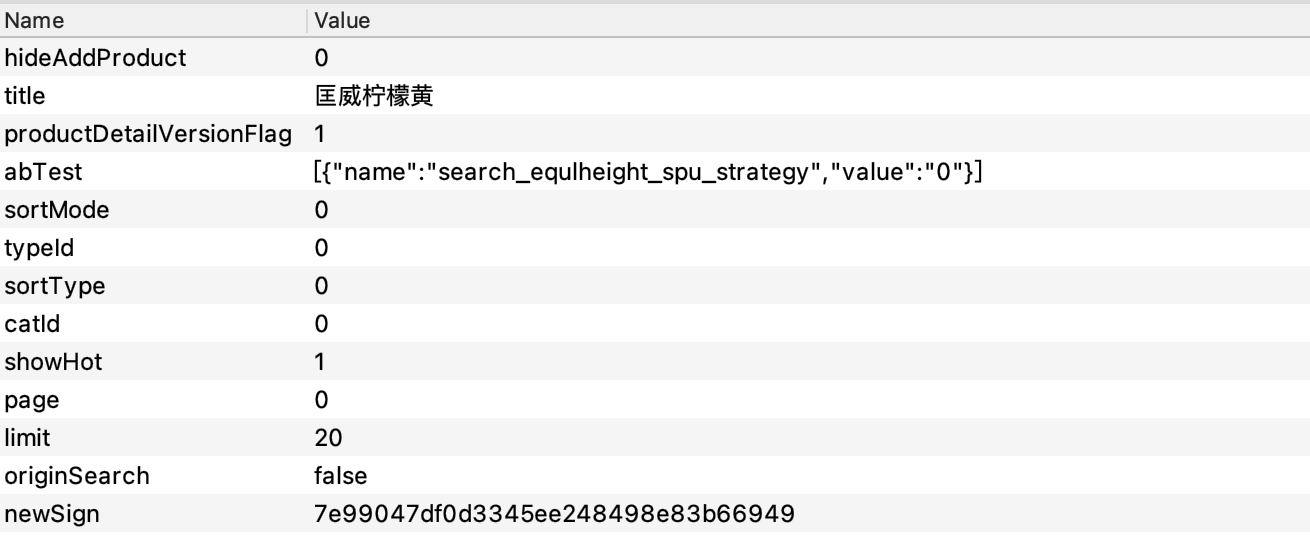 Name Value
hideAddProduct 0
title 匡威柠檬黄
productDetailVersionFlag 1
abTest [{"name":"search_equlheight_spu_strategy","value":"0"}]
sortMode 0
typeId 0
sortType 0
catId 0
showHot 1
page 0
limit 20
originSearch false
newSign 7e99047df0d3345ee248498e83b66949